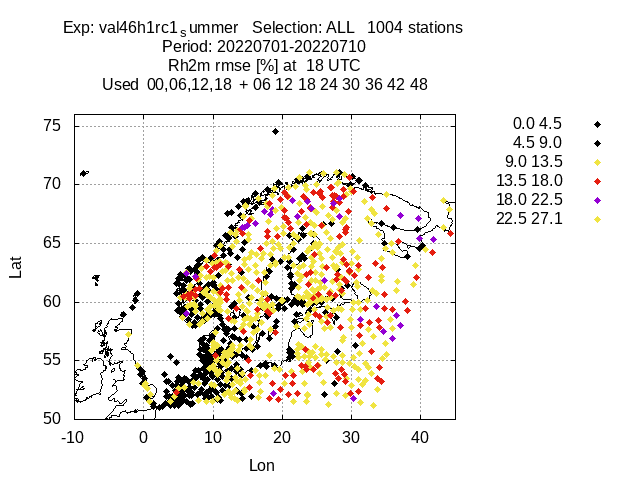 Exp: val46h1rc1summer   Selection: ALL   1004 stations
Period: 20220701-20220710
Rh2m rmse [%] at  18 UTC
Used  00,06,12,18  + 06 12 18 24 30 36 42 48
0.0 4.5
4.5 9.0
9.0 13.5
13.5 18.0
18.0 22.5
22.5 27.1
75
70
65
60
55
50
Lat
-10 0 10 20 30 40
Lon